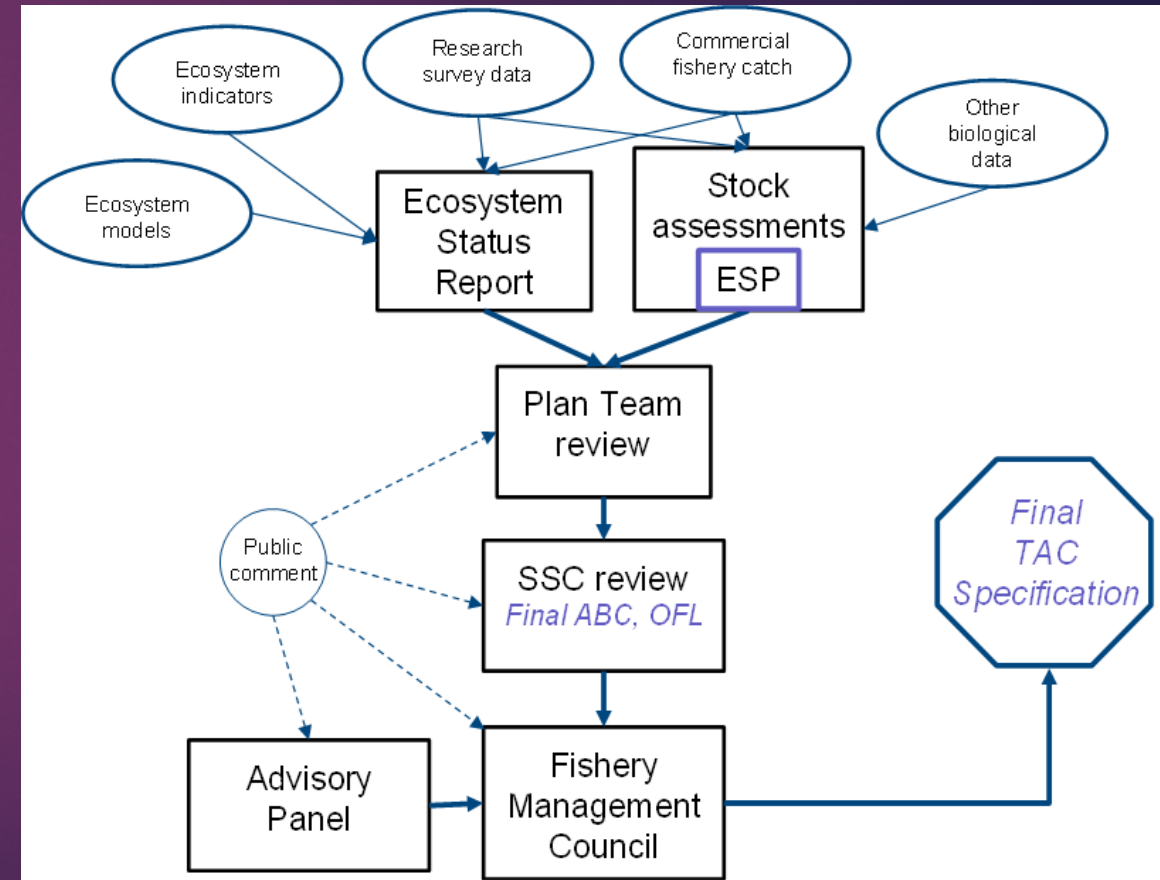 Ecosystem
indicators
Research
survey data
Commercial
fishery catch
Other
biological
data
Ecosystem
models
Ecosystem
Status
Report
Stock
assessments
ESP
Plan Team
review
Public
comment
SSC review
Final ABC, OFL
Final
TAC
Specification
Advisory
Panel
Fishery
Management
Council